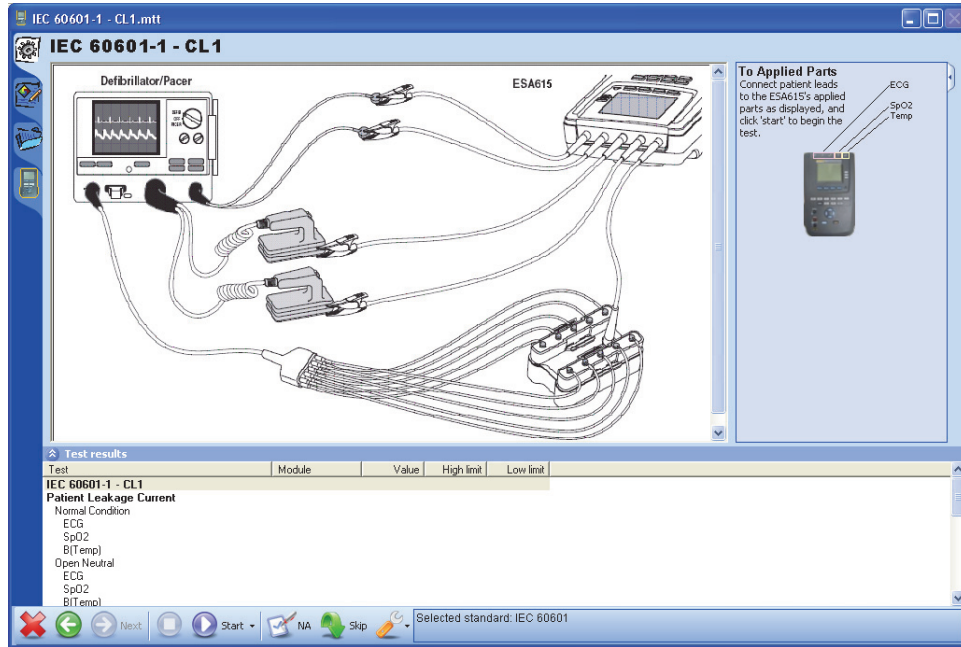 IEC 60601-1 - CL1.mtt
IEC 60601-1 - CL1
Defibrillator/Pacer
ESA615
To Applied Parts
Connect patient leads
to the ESA615's applied
parts as displayed, and
click 'start' to begin the
test.
ECG
SpO2
Temp
Test results
Test Module Value High limit Low limit
IEC 60601-1 - CL1
Patient Leakage Current
Normal Condition
ECG
SpO2
B(Temp)
Open Neutral
ECG
SpO2
B(Temp)
Next Start NA Skip Selected standard: IEC 60601